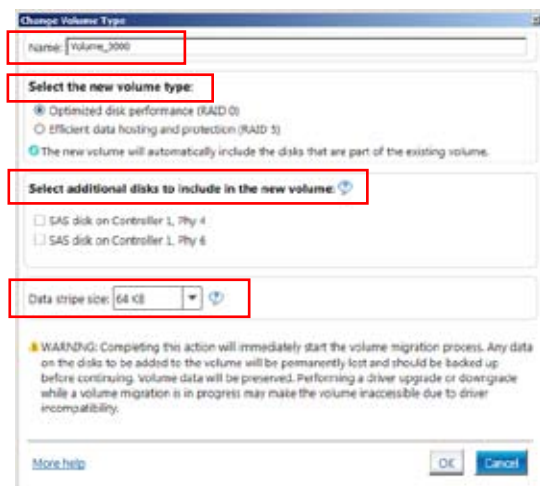 Change Volume Type
Name: Volume_3000
Select the new volume type:
Optimized disk performance (RAID 0)
Efficient data hosting and protection (RAID 5)
The new volume will automatically include the disks that are part of the existing volume.
Select additional disks to include in the new volume:
SAS disk on Controller 1, Phy 4
SAS disk on Controller 1, Phy 6
Data stripe size: 64 KB
WARNING: Completing this action will immediately start the volume migration process. Any data
on the disks to be added to the volume will be permanently lost and should be backed up
before continuing. Volume data will be preserved. Performing a driver upgrade or downgrade
while a volume migration is in progress may make the volume inaccessible due to driver
incompatibility.
More help
OK
Cancel